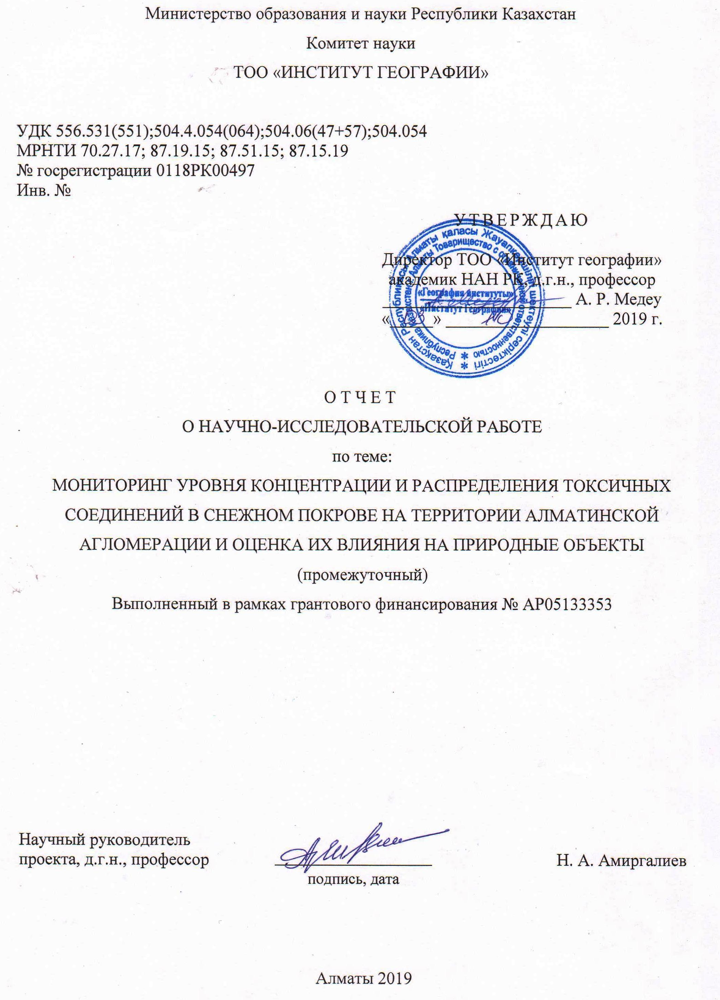 Министерство образования и науки Республики Казахстан
Комитет науки
ТОО «ИНСТИТУТ ГЕОГРАФИИ»
УДК 556.531(551);504.4.054(064);504.06(47+57);504.054
МРНТИ 70.27.17; 87.19.15; 87.51.15; 87.15.19
№ госрегистрации 0118РК00497
Инв. №
УТВЕРЖДАЮ
Директор ТОО «Институт географии»
академик НАН РК, д.г.н., профессор
А. Р. Медеу
« » 2019 г.
Қазақстан Республикасы Алматы қаласы Жауапкершілігі шектеулі серіктестігі
Республика Казахстан г. Алматы Товарищество с ограниченной ответственностью
«География институты»
«Институт Географии»
О Т Ч Е Т
О НАУЧНО-ИССЛЕДОВАТЕЛЬСКОЙ РАБОТЕ
по теме:
МОНИТОРИНГ УРОВНЯ КОНЦЕНТРАЦИИ И РАСПРЕДЕЛЕНИЯ ТОКСИЧНЫХ
СОЕДИНЕНИЙ В СНЕЖНОМ ПОКРОВЕ НА ТЕРРИТОРИИ АЛМАТИНСКОЙ
АГЛОМЕРАЦИИ И ОЦЕНКА ИХ ВЛИЯНИЯ НА ПРИРОДНЫЕ ОБЪЕКТЫ
(промежуточный)
Выполненный в рамках грантового финансирования № АР05133353
Научный руководитель
проекта, д.г.н., профессор
Н. А. Амиргалиев
подпись, дата
Алматы 2019